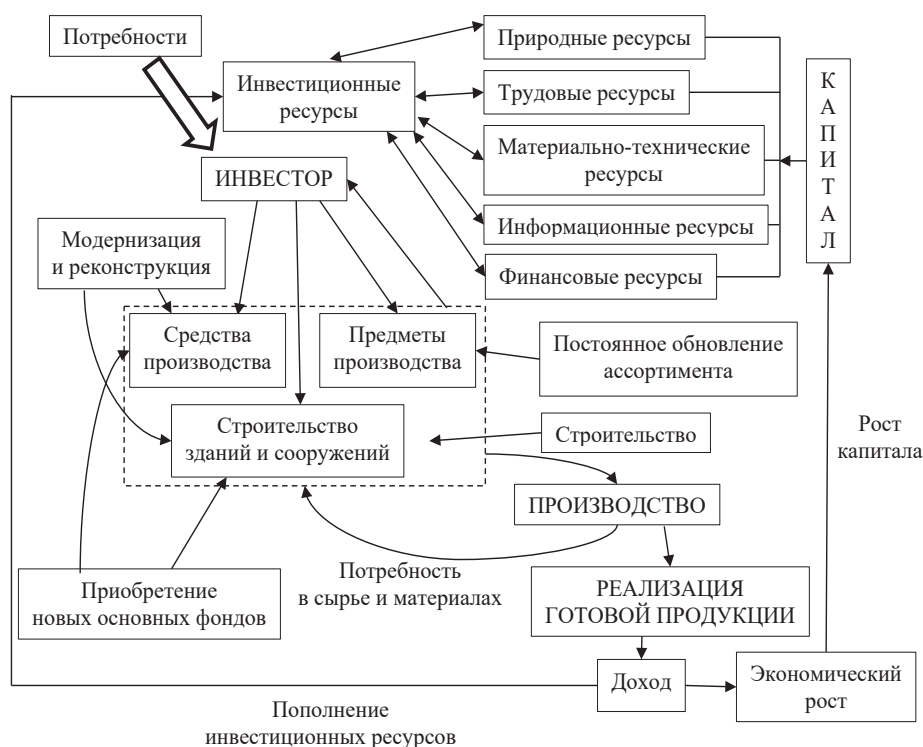 Потребности
Инвестиционные
ресурсы
Природные ресурсы
Трудовые ресурсы
Материально-технические
ресурсы
Информационные ресурсы
Финансовые ресурсы
КАПИТАЛ
ИНВЕСТОР
Модернизация
и реконструкция
Средства
производства
Предметы
производства
Постоянное обновление
ассортимента
Строительство
зданий и сооружений
Строительство
Рост
капитала
ПРОИЗВОДСТВО
Приобретение
новых основных фондов
Потребность
в сырье и материалах
РЕАЛИЗАЦИЯ
ГОТОВОЙ ПРОДУКЦИИ
Доход
Экономический
рост
Пополнение
инвестиционных ресурсов